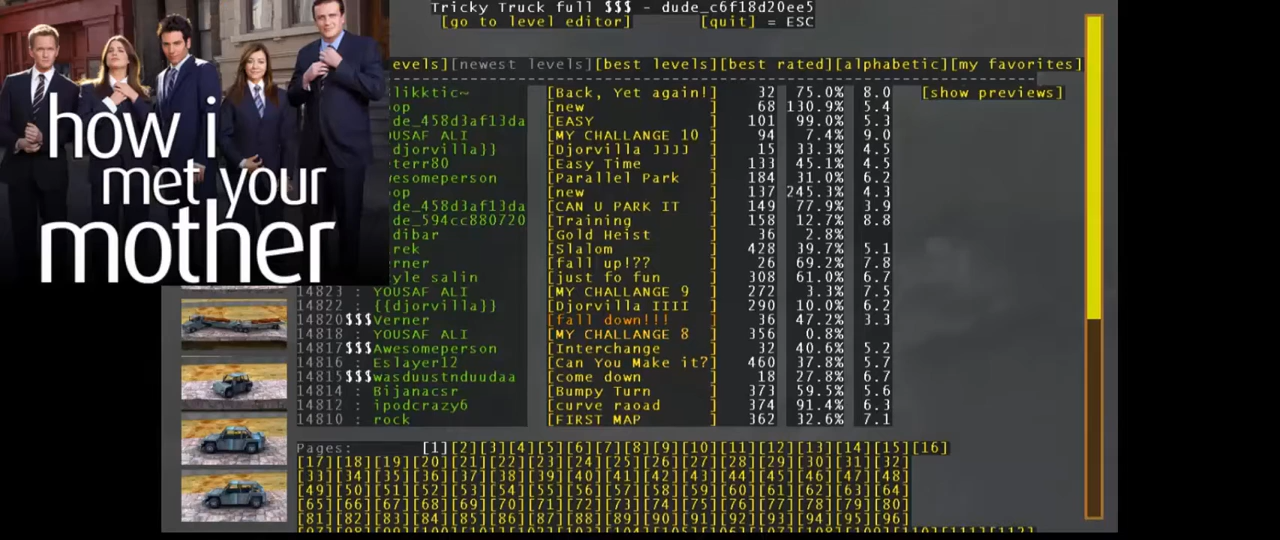 Tricky Truck full $$$ - dude_c6f18d20ee5
[go to level editor] [quit] = ESC
how i
met your
mother
evels][newest levels][best levels][best rated][alphabetic][my favorites]
likktic~ [Back, Yet again!] 32 75.0% 8.0 [show previews]
op [new ] 68 130.9% 5.4
de_458d3af13da [EASY ] 101 99.0% 5.3
OUSAF ALI [MY CHALLANGE 10 ] 94 7.4% 9.0
djorvilla}} [Djorvilla JJJJ ] 15 33.3% 4.5
terr80 [Easy Time ] 133 45.1% 4.5
wesomeperson [Parallel Park ] 184 31.0% 6.2
op [new ] 137 245.3% 4.3
de_458d3af13da [CAN U PARK IT ] 149 77.9% 3.9
de_594cc880720 [Training ] 158 12.7% 8.8
dibar [Gold Heist ] 36 2.8%
rek [Slalom ] 428 39.7% 5.1
rner [fall up!?? ] 26 69.2% 7.8
yle salin [just fo fun ] 308 61.0% 6.7
14823 : YOUSAF ALI [MY CHALLANGE 9 ] 272 3.3% 7.5
14822 : {{djorvilla}} [Djorvilla IIII ] 290 10.0% 6.2
14820$$$Verner [fall down!!! ] 36 47.2% 3.3
14818 : YOUSAF ALI [MY CHALLANGE 8 ] 356 0.8%
14817$$$Awesomeperson [Interchange ] 32 40.6% 5.2
14816 : Eslayer12 [Can You Make it?] 460 37.8% 5.7
14815$$$wasduustnduudaa [come down ] 18 27.8% 6.7
14814 : Bijanacsr [Bumpy Turn ] 373 59.5% 5.6
14812 : ipodcrazy6 [curve raoad ] 374 91.4% 6.3
14810 : rock [FIRST MAP ] 362 32.6% 7.1
Pages: [1][2][3][4][5][6][7][8][9][10][11][12][13][14][15][16]
[17][18][19][20][21][22][23][24][25][26][27][28][29][30][31][32]
[33][34][35][36][37][38][39][40][41][42][43][44][45][46][47][48]
[49][50][51][52][53][54][55][56][57][58][59][60][61][62][63][64]
[65][66][67][68][69][70][71][72][73][74][75][76][77][78][79][80]
[81][82][83][84][85][86][87][88][89][90][91][92][93][94][95][96]